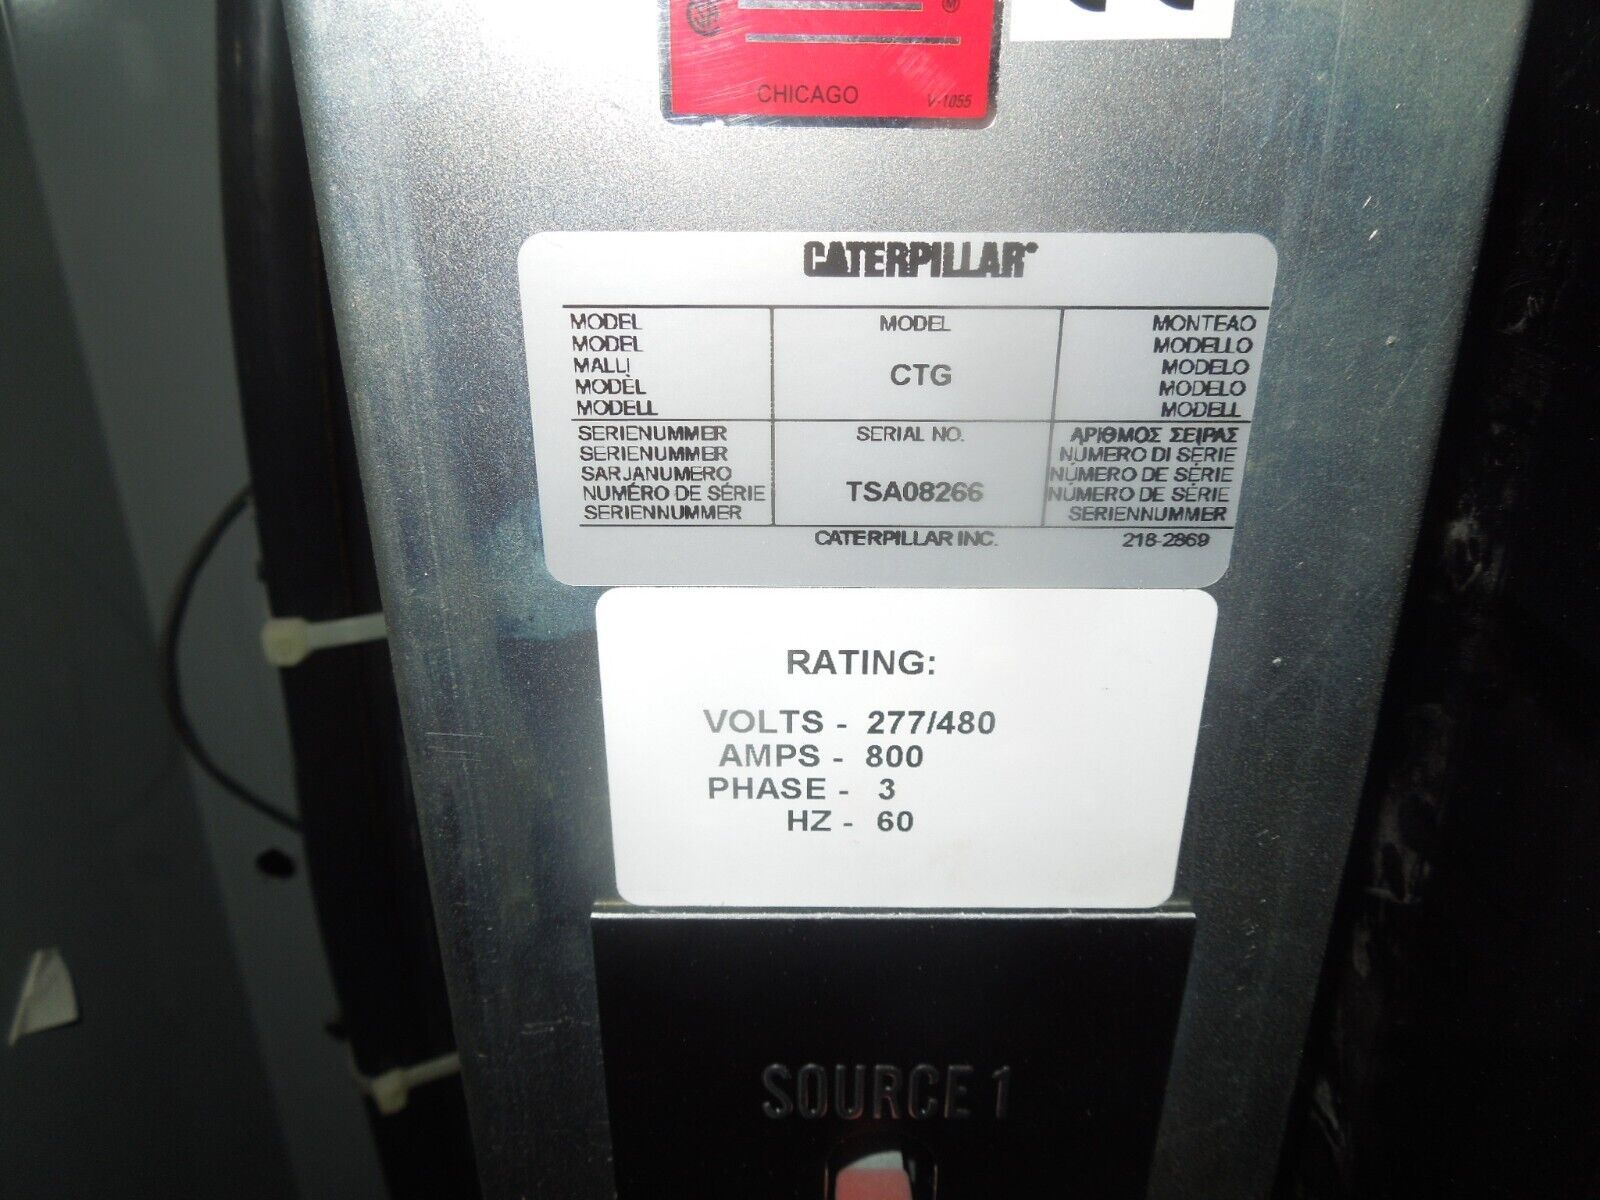 CHICAGO V-1055
CATERPILLAR®
MODEL
MODEL
MALLI
MODÈL
MODELL
MODEL
CTG
ΜΟΝΤΕΛΟ
MODELLO
MODELO
MODELO
MODELL
SERIENUMMER
SERIENUMMER
SARJANUMERO
NUMÉRO DE SÉRIE
SERIENNUMMER
SERIAL NO.
TSA08266
ΑΡΙΘΜΟΣ ΣΕΙΡΑΣ
NUMERO DI SERIE
NÚMERO DE SÉRIE
NÚMERO DE SERIE
SERIENNUMMER
CATERPILLAR INC. 218-2869
RATING:
VOLTS - 277/480
AMPS - 800
PHASE - 3
HZ - 60
SOURCE 1